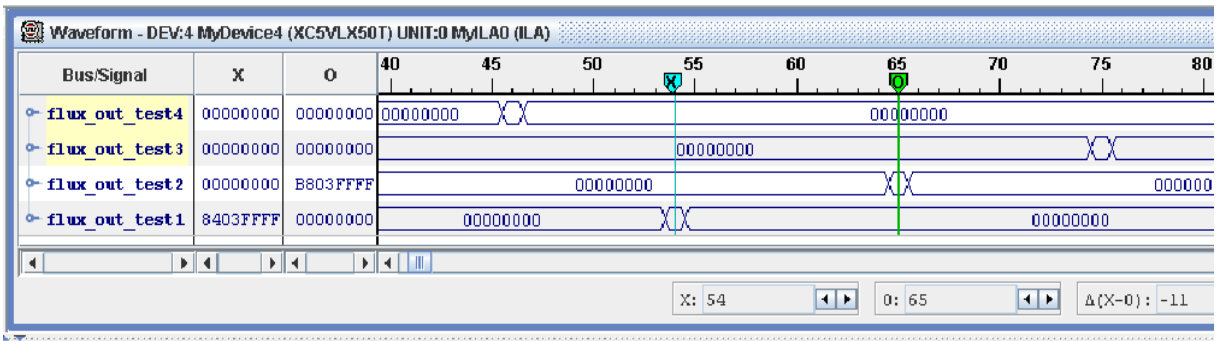 Waveform - DEV:4 MyDevice4 (XC5VLX50T) UNIT:0 MyILA0 (ILA)
Bus/Signal X O 40 45 50 55 60 65 70 75 80
X O
flux_out_test4 00000000 00000000 00000000 00000000
flux_out_test3 00000000 00000000 00000000
flux_out_test2 00000000 B803FFFF 00000000 000000
flux_out_test1 8403FFFF 00000000 00000000 00000000
X: 54 O: 65 Δ(X-O): -11